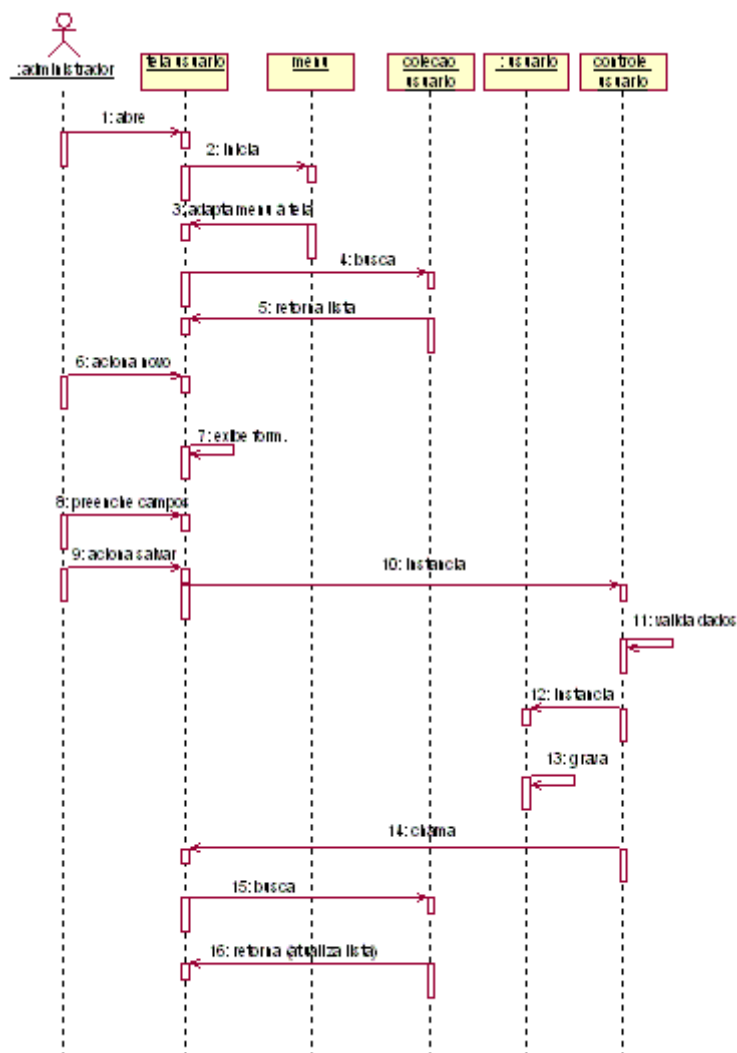 :administrador
tela usuario
menu
colecao
usuario
: usuario
controle
usuario
1: abre
2: inicia
3: adapta menu à tela
4: busca
5: retorna lista
6: aciona novo
7: exibe form.
8: preenche campos
9: aciona salvar
10: instancia
11: valida dados
12: instancia
13: grava
14: chama
15: busca
16: retorna (atualiza lista)